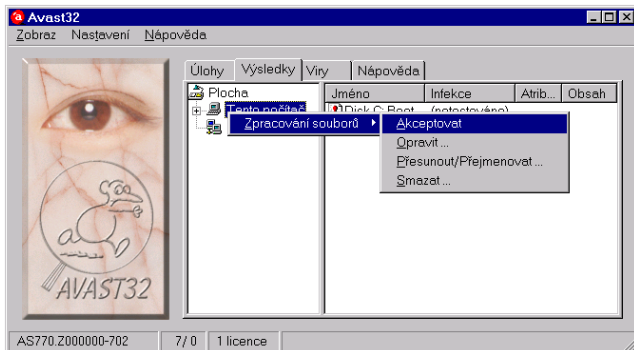 Avast32
Zobraz Nastavení Nápověda
Úlohy Výsledky Viry Nápověda
Plocha
Jméno Infekce Atrib... Obsah
Tento počítač
Disk C: Boot (netestováno)
Zpracování souborů
Akceptovat
Opravit ...
Přesunout/Přejmenovat ...
Smazat ...
AVAST32
AS770.Z000000-702 7/ 0 1 licence